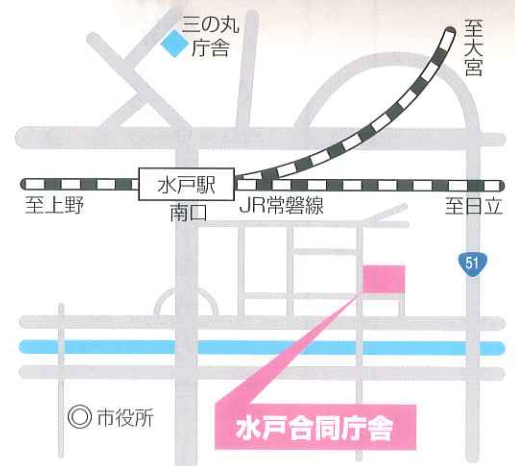 三の丸
庁舎
至大宮
水戸駅
至上野
南口
JR常磐線
至日立
51
市役所
水戸合同庁舎